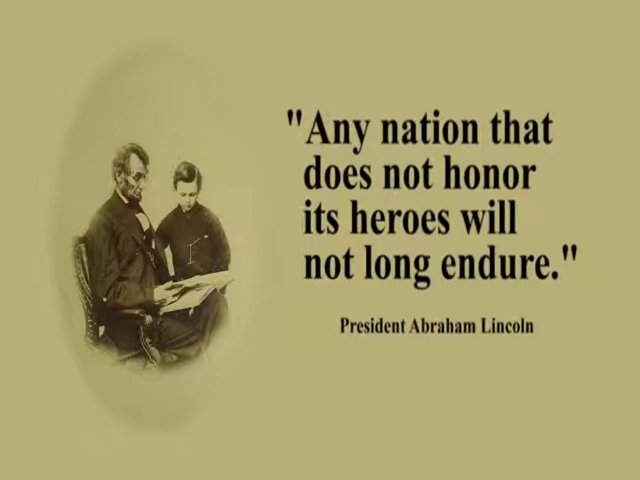 "Any nation that
does not honor
its heroes will
not long endure."
President Abraham Lincoln